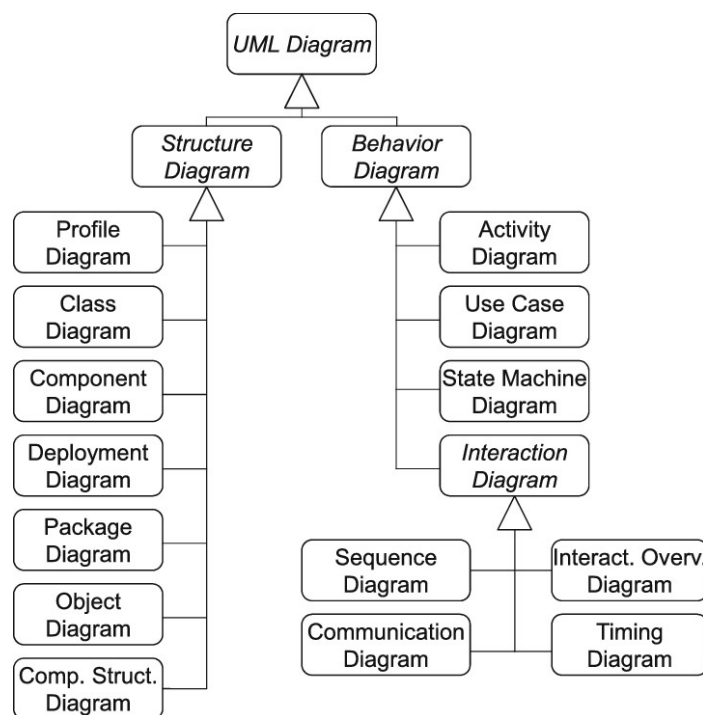 UML Diagram
Structure
Diagram
Behavior
Diagram
Profile
Diagram
Class
Diagram
Component
Diagram
Deployment
Diagram
Package
Diagram
Object
Diagram
Comp. Struct.
Diagram
Activity
Diagram
Use Case
Diagram
State Machine
Diagram
Interaction
Diagram
Sequence
Diagram
Interact. Overv.
Diagram
Communication
Diagram
Timing
Diagram